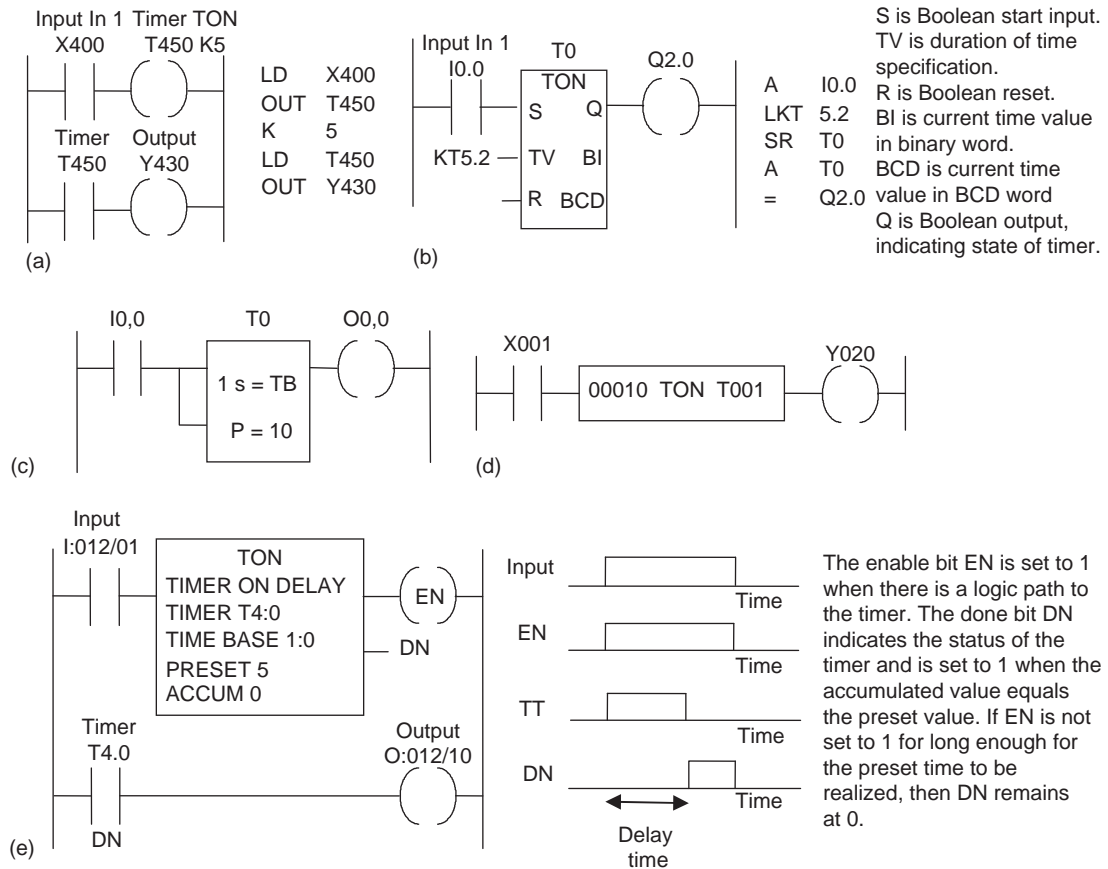 Input In 1 Timer TON
X400 T450 K5
Timer Output
T450 Y430
LD X400
OUT T450
K 5
LD T450
OUT Y430
(a)
Input In 1
I0.0
T0
TON
S Q
KT5.2 TV BI
R BCD
Q2.0
A I0.0
LKT 5.2
SR T0
A T0
= Q2.0
(b)
S is Boolean start input.
TV is duration of time
specification.
R is Boolean reset.
BI is current time value
in binary word.
BCD is current time
value in BCD word
Q is Boolean output,
indicating state of timer.
I0,0 T0 O0,0
1 s = TB
P = 10
(c)
X001 Y020
00010 TON T001
(d)
Input
I:012/01
TON
TIMER ON DELAY
TIMER T4:0
TIME BASE 1:0
PRESET 5
ACCUM 0
EN
DN
Timer
T4.0
DN
Output
O:012/10
(e)
Input
Time
EN
Time
TT
Time
DN
Time
Delay
time
The enable bit EN is set to 1
when there is a logic path to
the timer. The done bit DN
indicates the status of the
timer and is set to 1 when the
accumulated value equals
the preset value. If EN is not
set to 1 for long enough for
the preset time to be
realized, then DN remains
at 0.